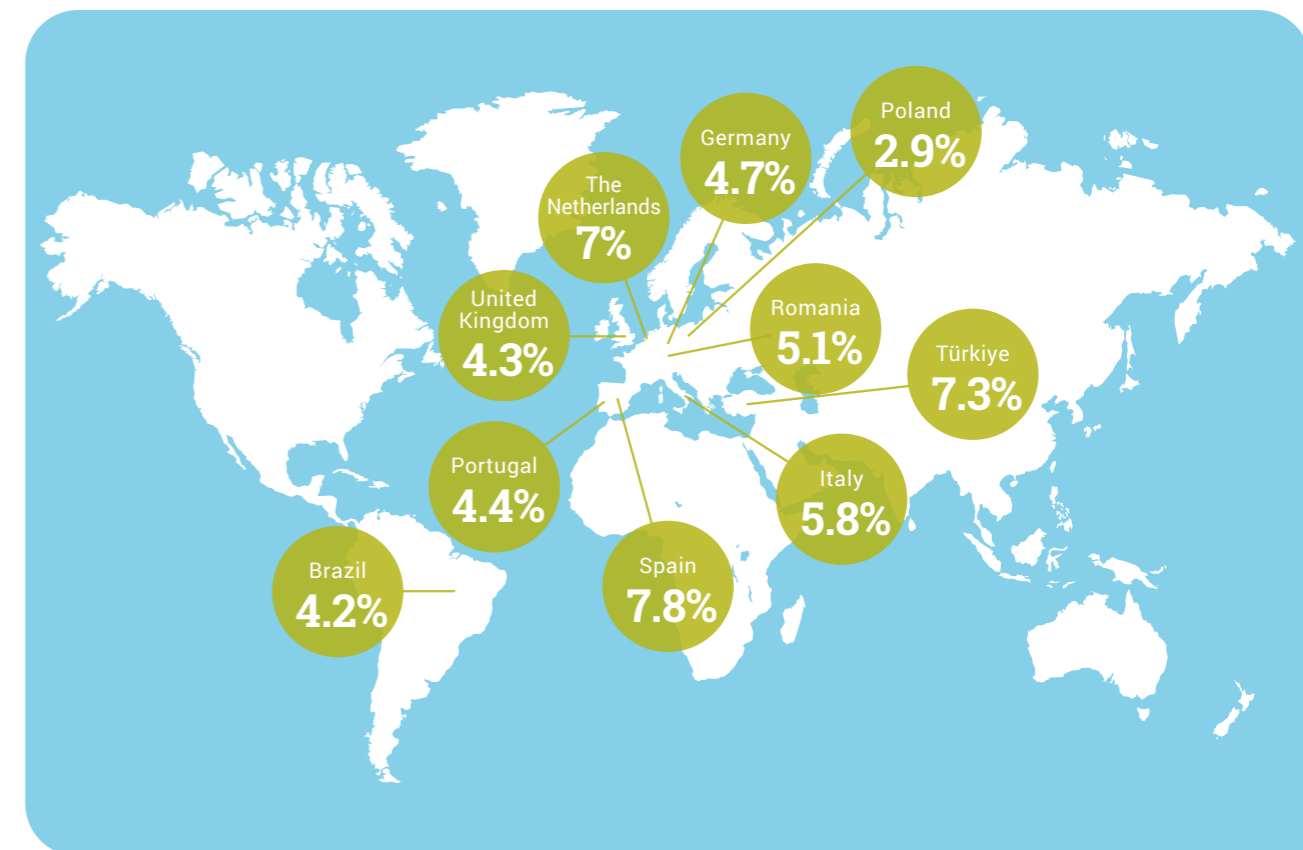 Poland
2.9%
Germany
4.7%
The
Netherlands
7%
United
Kingdom
4.3%
Romania
5.1%
Türkiye
7.3%
Portugal
4.4%
Italy
5.8%
Brazil
4.2%
Spain
7.8%